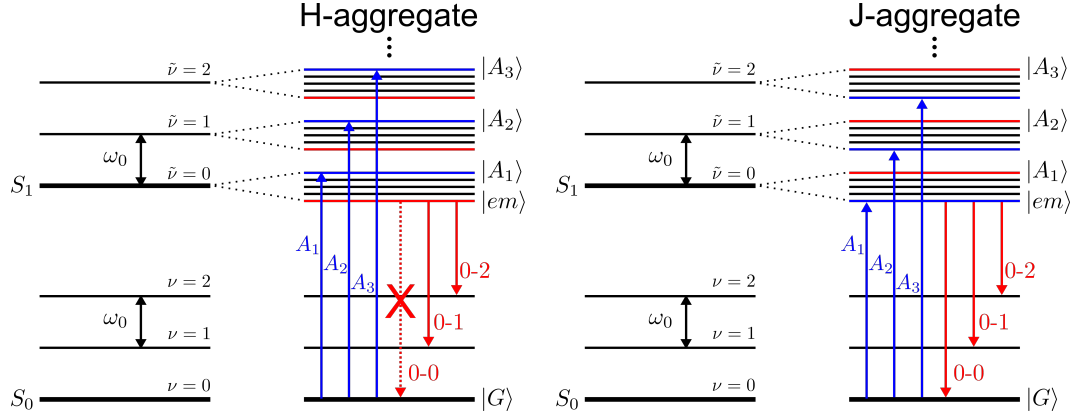 H-aggregate
J-aggregate
ν̃ = 2
|A₃⟩
ν̃ = 1
|A₂⟩
ω₀
S₁
ν̃ = 0
|A₁⟩
|em⟩
A₁
A₂
A₃
0-2
ν = 2
X
ω₀
0-1
ν = 1
0-0
S₀
ν = 0
|G⟩
ν̃ = 2
|A₃⟩
ν̃ = 1
|A₂⟩
ω₀
S₁
ν̃ = 0
|A₁⟩
|em⟩
A₁
A₂
A₃
0-2
ν = 2
ω₀
0-1
ν = 1
0-0
S₀
ν = 0
|G⟩